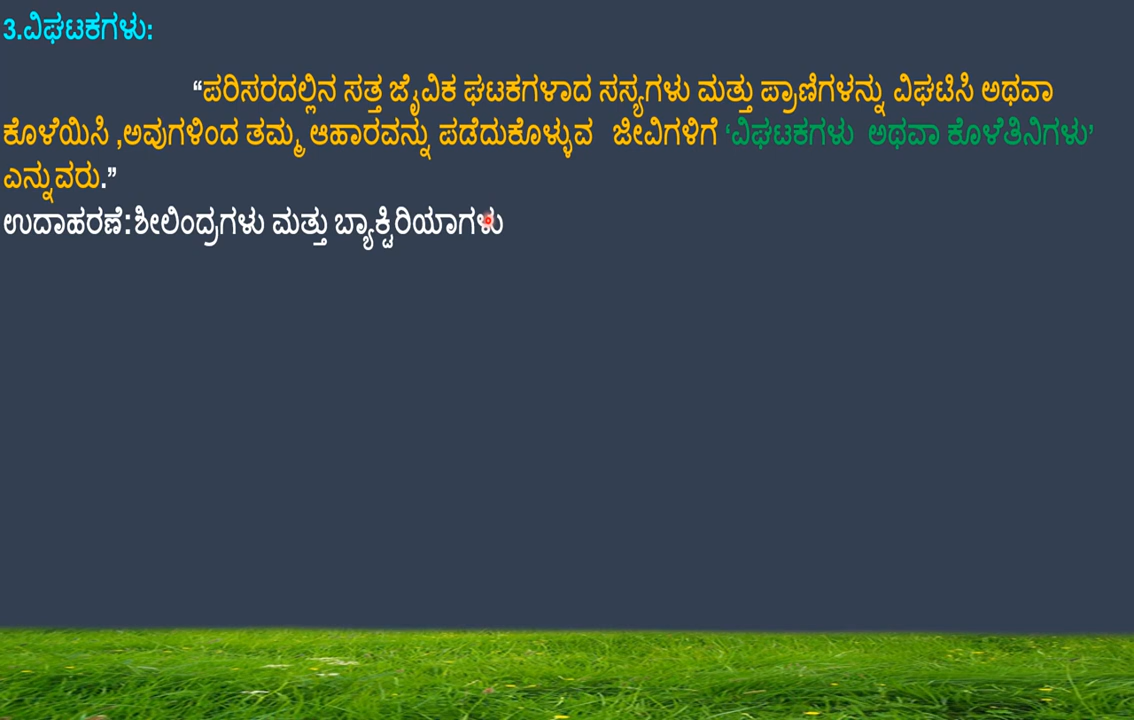 3.ವಿಘಟಕಗಳು:
“ಪರಿಸರದಲ್ಲಿನ ಸತ್ತ ಜೈವಿಕ ಘಟಕಗಳಾದ ಸಸ್ಯಗಳು ಮತ್ತು ಪ್ರಾಣಿಗಳನ್ನು ವಿಘಟಿಸಿ ಅಥವಾ
ಕೊಳೆಯಿಸಿ ,ಅವುಗಳಿಂದ ತಮ್ಮ ಆಹಾರವನ್ನು ಪಡೆದುಕೊಳ್ಳುವ ಜೀವಿಗಳಿಗೆ ‘ವಿಘಟಕಗಳು ಅಥವಾ ಕೊಳೆತಿನಿಗಳು’
ಎನ್ನುವರು.”
ಉದಾಹರಣೆ:ಶೀಲಿಂದ್ರಗಳು ಮತ್ತು ಬ್ಯಾಕ್ಟಿರಿಯಾಗಳು